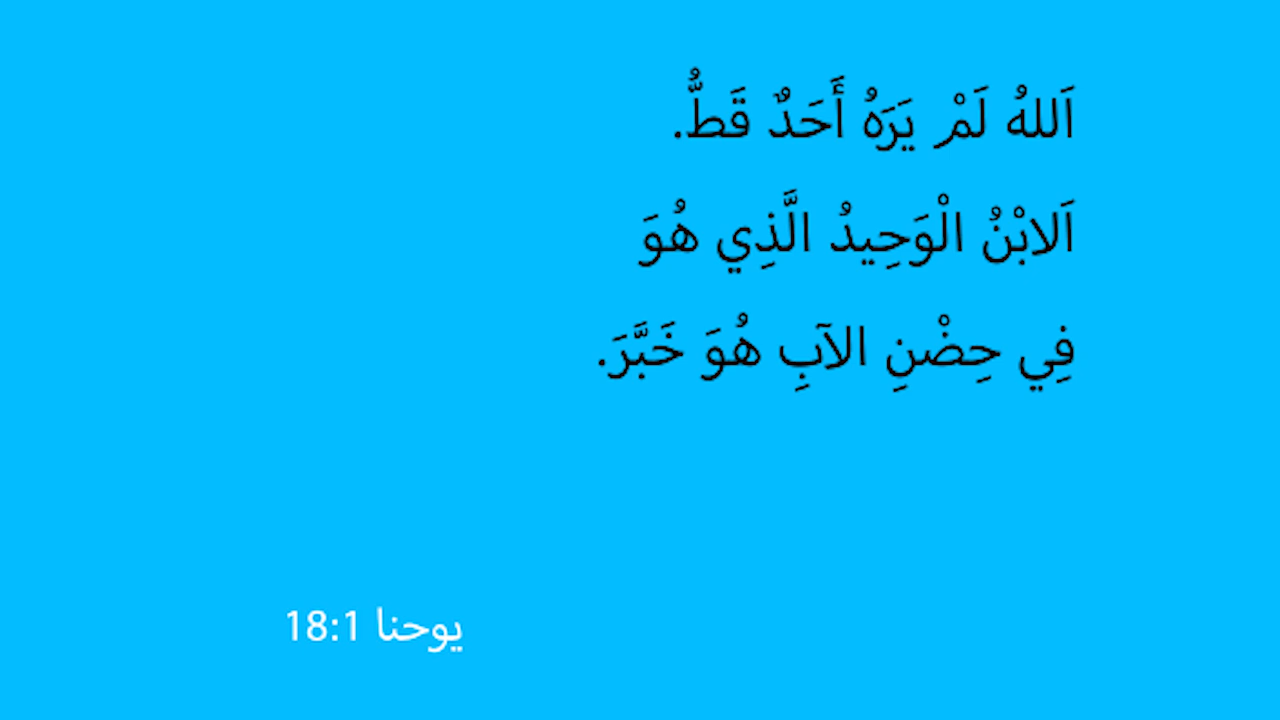 اَللهُ لَمْ يَرَهُ أَحَدٌ قَطُّ.
اَلابْنُ الْوَحِيدُ الَّذِي هُوَ
فِي حِضْنِ الآبِ هُوَ خَبَّرَ.
يوحنا 18:1